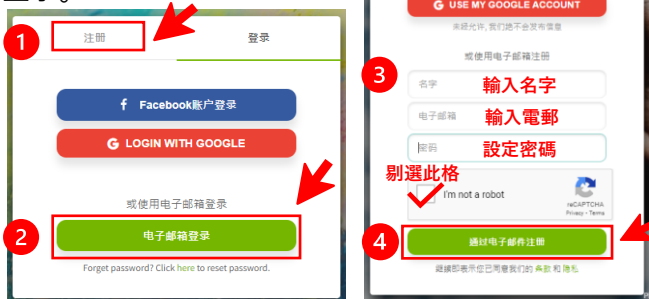 1
注册
登录
f Facebook账户登录
G LOGIN WITH GOOGLE
或使用电子邮箱登录
2
电子邮箱登录
Forget password? Click here to reset password.
G USE MY GOOGLE ACCOUNT
未经允许, 我们绝不会发布信息
或使用电子邮箱注册
3
名字 輸入名字
电子邮箱 輸入電郵
密码 設定密碼
剔選此格
I'm not a robot
reCAPTCHA
Privacy - Terms
4
通过电子邮件注册
继续即表示您已同意我们的 条款 和 隐私